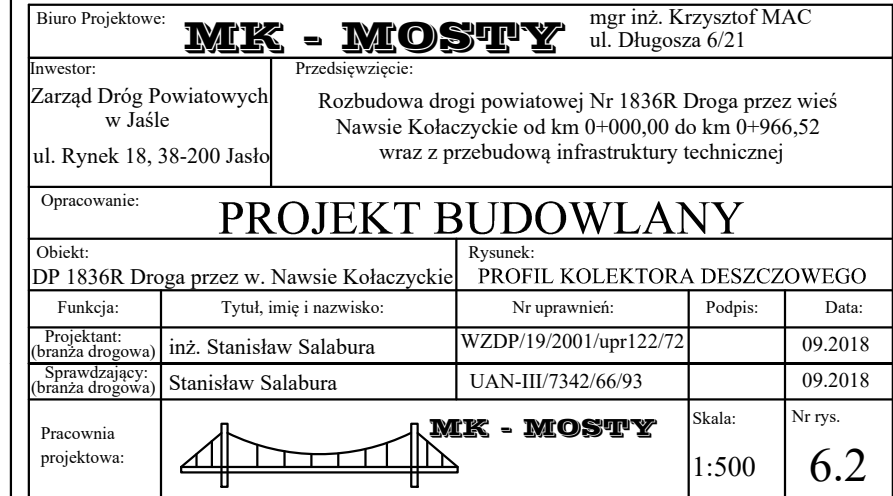 Biuro Projektowe:
MK - MOSTY
mgr inż. Krzysztof MAC
ul. Długosza 6/21
Inwestor:
Zarząd Dróg Powiatowych
w Jaśle
ul. Rynek 18, 38-200 Jasło
Przedsięwzięcie:
Rozbudowa drogi powiatowej Nr 1836R Droga przez wieś
Nawsie Kołaczyckie od km 0+000,00 do km 0+966,52
wraz z przebudową infrastruktury technicznej
Opracowanie:
PROJEKT BUDOWLANY
Obiekt:
DP 1836R Droga przez w. Nawsie Kołaczyckie
Rysunek:
PROFIL KOLEKTORA DESZCZOWEGO
Funkcja: Tytuł, imię i nazwisko: Nr uprawnień: Podpis: Data:
Projektant:
(branża drogowa) inż. Stanisław Salabura WZDP/19/2001/upr122/72 09.2018
Sprawdzający:
(branża drogowa) Stanisław Salabura UAN-III/7342/66/93 09.2018
Pracownia
projektowa:
MK - MOSTY
Skala:
1:500
Nr rys.
6.2